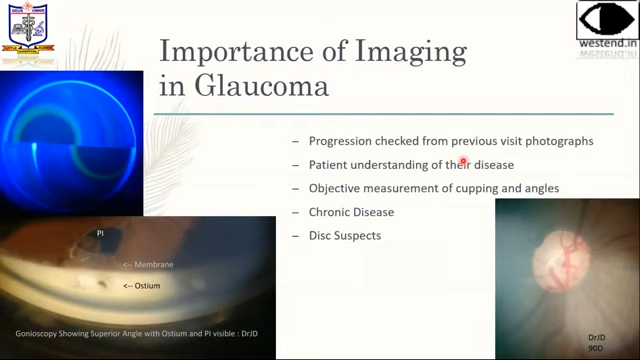 westend.in
Importance of Imaging
in Glaucoma
– Progression checked from previous visit photographs
– Patient understanding of their disease
– Objective measurement of cupping and angles
– Chronic Disease
– Disc Suspects
PI
<-- Membrane
<-- Ostium
Gonioscopy Showing Superior Angle with Ostium and PI visible : DrJD
DrJD
90D